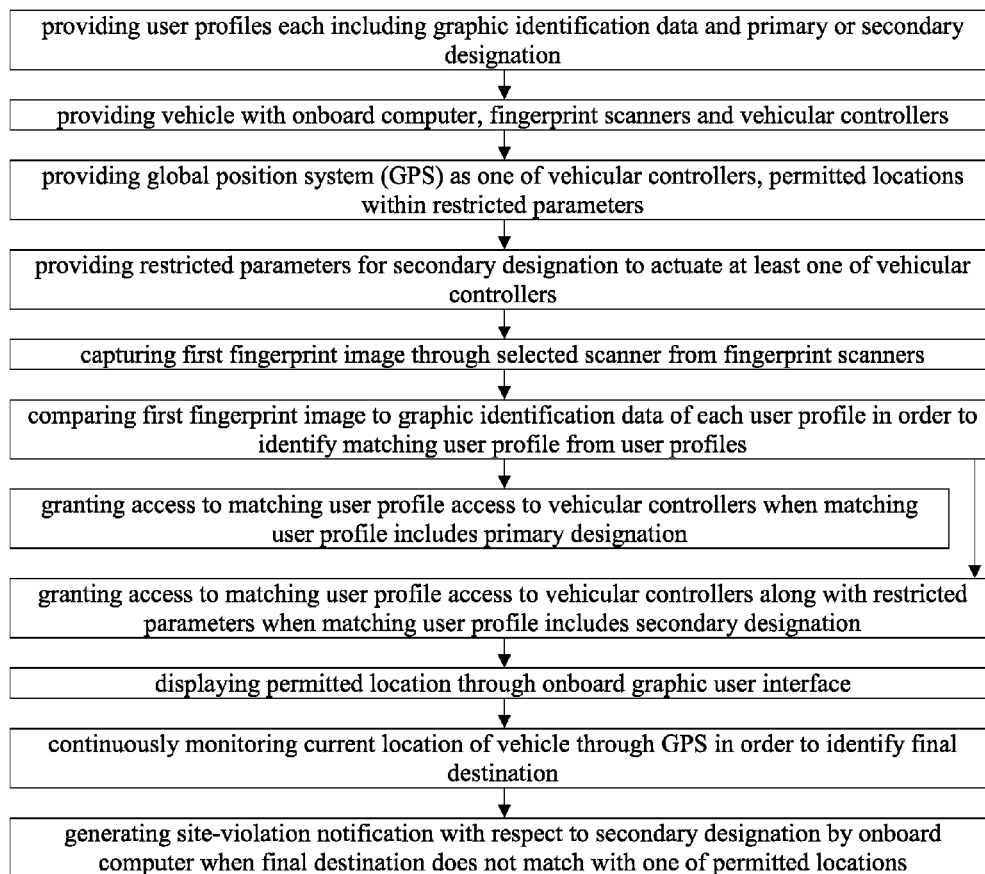 providing user profiles each including graphic identification data and primary or secondary
designation
providing vehicle with onboard computer, fingerprint scanners and vehicular controllers
providing global position system (GPS) as one of vehicular controllers, permitted locations
within restricted parameters
providing restricted parameters for secondary designation to actuate at least one of vehicular
controllers
capturing first fingerprint image through selected scanner from fingerprint scanners
comparing first fingerprint image to graphic identification data of each user profile in order to
identify matching user profile from user profiles
granting access to matching user profile access to vehicular controllers when matching
user profile includes primary designation
granting access to matching user profile access to vehicular controllers along with restricted
parameters when matching user profile includes secondary designation
displaying permitted location through onboard graphic user interface
continuously monitoring current location of vehicle through GPS in order to identify final
destination
generating site-violation notification with respect to secondary designation by onboard
computer when final destination does not match with one of permitted locations